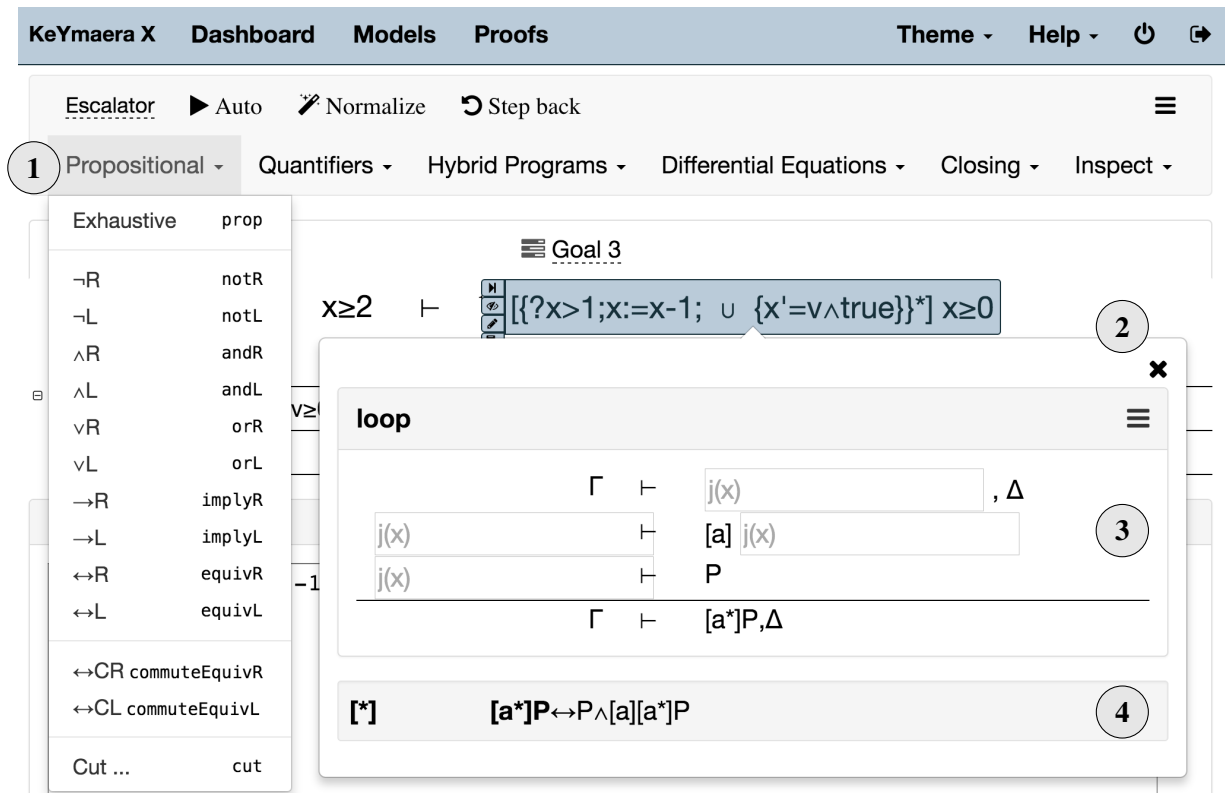 KeYmaera X Dashboard Models Proofs Theme Help
Escalator Auto Normalize Step back
1 Propositional Quantifiers Hybrid Programs Differential Equations Closing Inspect
Exhaustive prop
Goal 3
¬R notR
x≥2 ⊢ [{?x>1;x:=x-1; ∪ {x'=v∧true}}*] x≥0
¬L notL
2
∧R andR
∧L andL
v≥
loop
∨R orR
∨L orL
→R implyR
Γ ⊢ j(x) , Δ
→L implyL
j(x) ⊢ [a] j(x)
3
↔R equivR
-1
j(x) ⊢ P
↔L equivL
Γ ⊢ [a*]P,Δ
↔CR commuteEquivR
↔CL commuteEquivL
[*] [a*]P↔P∧[a][a*]P
4
Cut ... cut